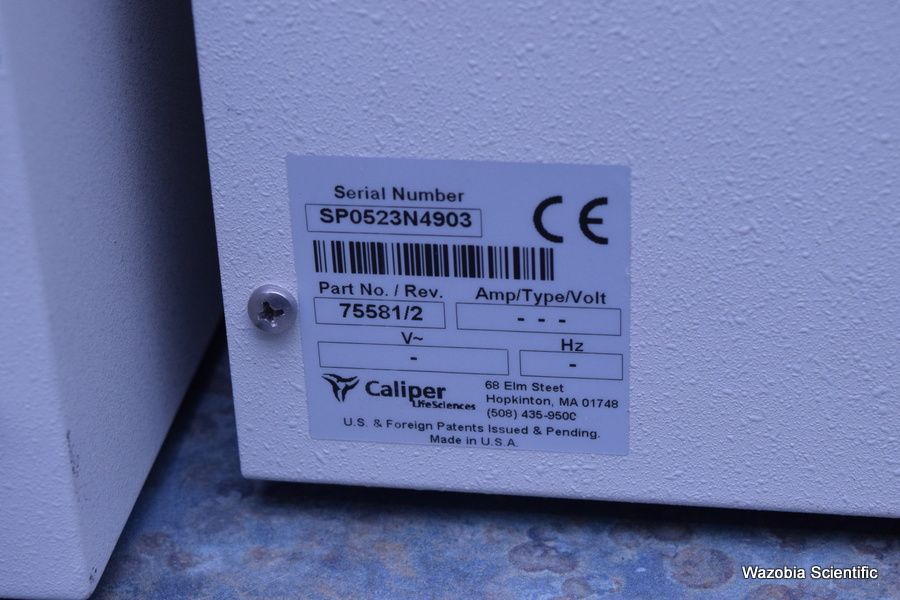 Serial Number
SP0523N4903
CE
Part No. / Rev.
Amp/Type/Volt
75581/2
- - -
V~
Hz
-
-
Caliper
LifeSciences
68 Elm Steet
Hopkinton, MA 01748
(508) 435-9500
U.S. & Foreign Patents Issued & Pending.
Made in U.S.A.
Wazobia Scientific